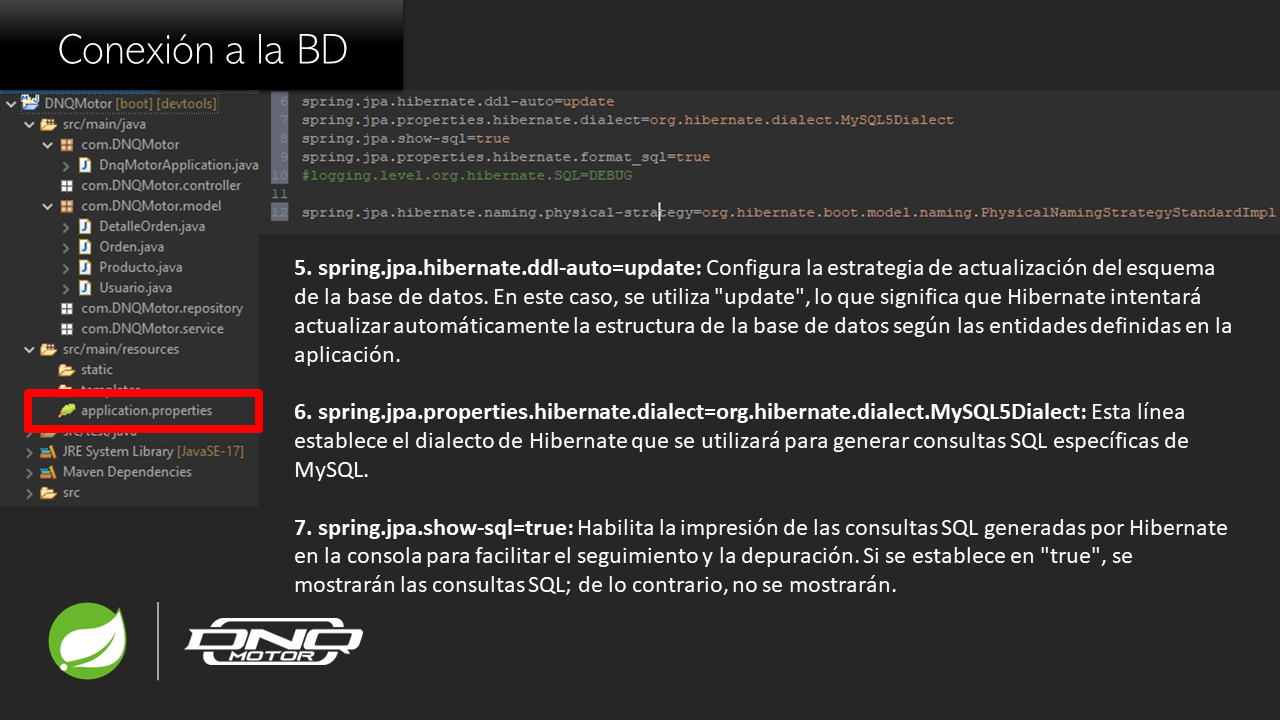 Conexión a la BD
DNQMotor [boot] [devtools]
src/main/java
com.DNQMotor
DnqMotorApplication.java
com.DNQMotor.controller
com.DNQMotor.model
DetalleOrden.java
Orden.java
Producto.java
Usuario.java
com.DNQMotor.repository
com.DNQMotor.service
src/main/resources
static
templates
application.properties
src/test/java
JRE System Library [JavaSE-17]
Maven Dependencies
src
6 spring.jpa.hibernate.ddl-auto=update
7 spring.jpa.properties.hibernate.dialect=org.hibernate.dialect.MySQL5Dialect
8 spring.jpa.show-sql=true
9 spring.jpa.properties.hibernate.format_sql=true
10 #logging.level.org.hibernate.SQL=DEBUG
11
12 spring.jpa.hibernate.naming.physical-strategy=org.hibernate.boot.model.naming.PhysicalNamingStrategyStandardImpl
5. spring.jpa.hibernate.ddl-auto=update: Configura la estrategia de actualización del esquema
de la base de datos. En este caso, se utiliza "update", lo que significa que Hibernate intentará
actualizar automáticamente la estructura de la base de datos según las entidades definidas en la
aplicación.
6. spring.jpa.properties.hibernate.dialect=org.hibernate.dialect.MySQL5Dialect: Esta línea
establece el dialecto de Hibernate que se utilizará para generar consultas SQL específicas de
MySQL.
7. spring.jpa.show-sql=true: Habilita la impresión de las consultas SQL generadas por Hibernate
en la consola para facilitar el seguimiento y la depuración. Si se establece en "true", se
mostrarán las consultas SQL; de lo contrario, no se mostrarán.
DNQ
MOTOR